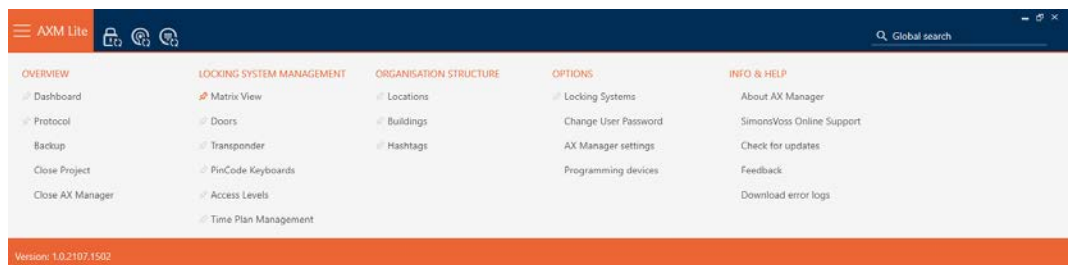 AXM Lite
Global search
OVERVIEW
Dashboard
Protocol
Backup
Close Project
Close AX Manager
LOCKING SYSTEM MANAGEMENT
Matrix View
Doors
Transponder
PinCode Keyboards
Access Levels
Time Plan Management
ORGANISATION STRUCTURE
Locations
Buildings
Hashtags
OPTIONS
Locking Systems
Change User Password
AX Manager settings
Programming devices
INFO & HELP
About AX Manager
SimonsVoss Online Support
Check for updates
Feedback
Download error logs
Version: 1.0.2107.1502